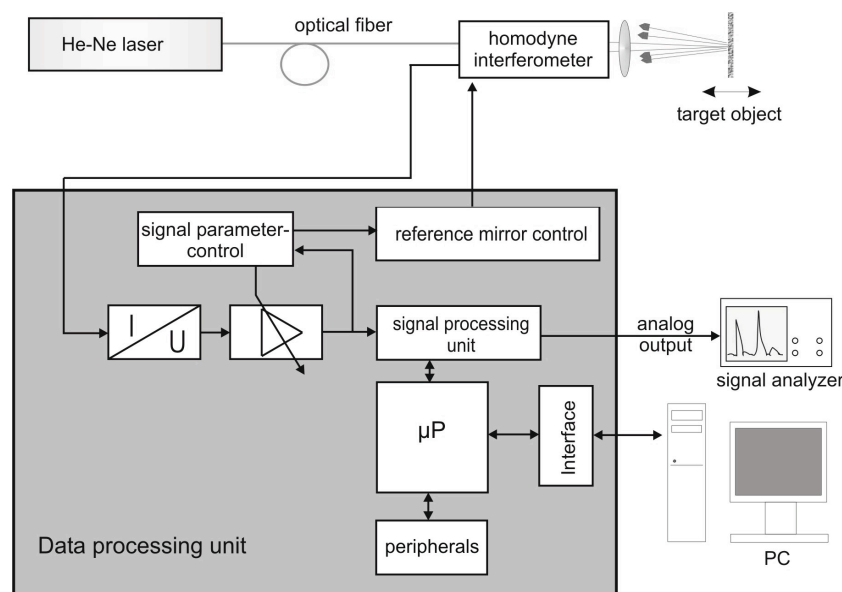 He-Ne laser
optical fiber
homodyne
interferometer
target object
signal parameter-
control
reference mirror control
I
U
signal processing
unit
analog
output
signal analyzer
µP
Interface
peripherals
Data processing unit
PC